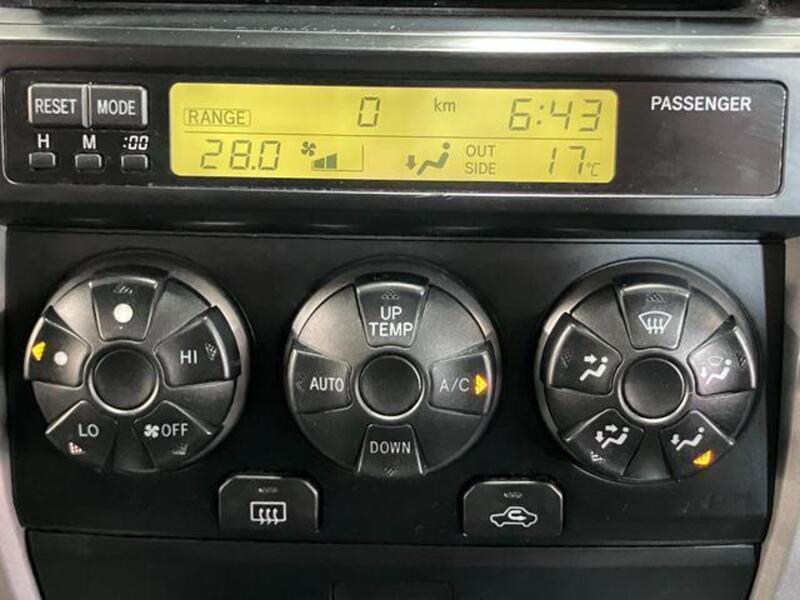 RESET MODE
H M :00
RANGE 0 km 6:43
28.0 OUT SIDE 17°C
PASSENGER
HI
LO
OFF
UP TEMP
AUTO
A/C
DOWN